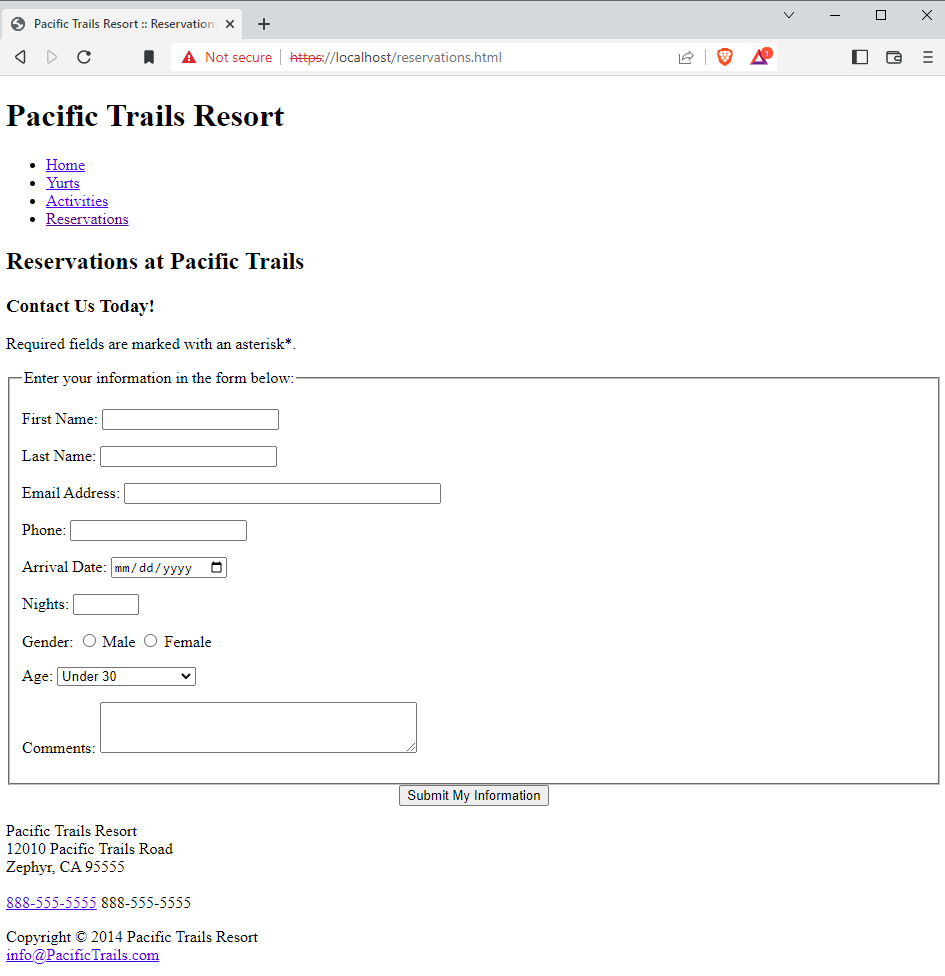 Pacific Trails Resort :: Reservation
Not secure https://localhost/reservations.html
1
Pacific Trails Resort
Home
Yurts
Activities
Reservations
Reservations at Pacific Trails
Contact Us Today!
Required fields are marked with an asterisk*.
Enter your information in the form below:
First Name:
Last Name:
Email Address:
Phone:
Arrival Date: mm/dd/yyyy
Nights:
Gender: Male Female
Age: Under 30
Comments:
Submit My Information
Pacific Trails Resort
12010 Pacific Trails Road
Zephyr, CA 95555
888-555-5555 888-555-5555
Copyright © 2014 Pacific Trails Resort
info@PacificTrails.com